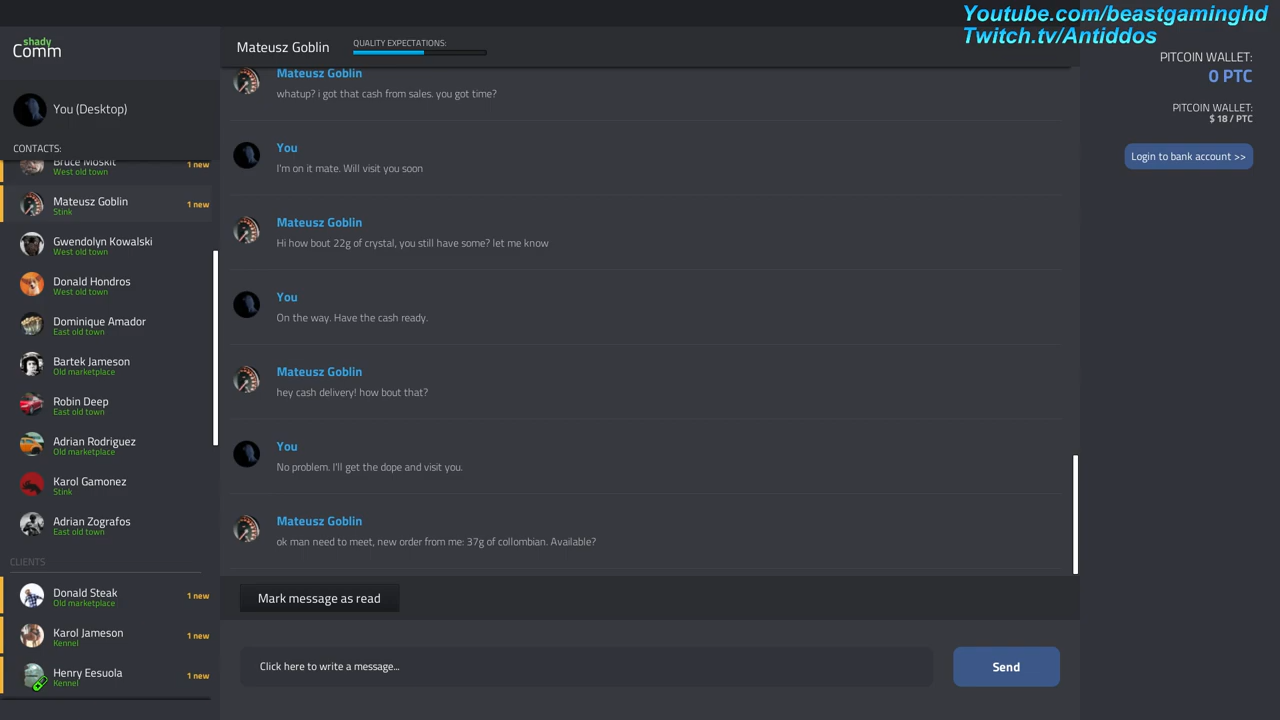 Youtube.com/beastgaminghd
Twitch.tv/Antiddos
shady
Comm
You (Desktop)
CONTACTS:
Bruce Moskit
West old town
1 new
Mateusz Goblin
Stink
1 new
Gwendolyn Kowalski
West old town
Donald Hondros
West old town
Dominique Amador
East old town
Bartek Jameson
Old marketplace
Robin Deep
East old town
Adrian Rodriguez
Old marketplace
Karol Gamonez
Stink
Adrian Zografos
East old town
CLIENTS
Donald Steak
Old marketplace
1 new
Karol Jameson
Kennel
1 new
Henry Eesuola
Kennel
1 new
Mateusz Goblin
QUALITY EXPECTATIONS:
Mateusz Goblin
whatup? i got that cash from sales. you got time?
You
I'm on it mate. Will visit you soon
Mateusz Goblin
Hi how bout 22g of crystal, you still have some? let me know
You
On the way. Have the cash ready.
Mateusz Goblin
hey cash delivery! how bout that?
You
No problem. I'll get the dope and visit you.
Mateusz Goblin
ok man need to meet, new order from me: 37g of collombian. Available?
Mark message as read
Click here to write a message...
Send
PITCOIN WALLET:
0 PTC
PITCOIN WALLET:
$ 18 / PTC
Login to bank account >>